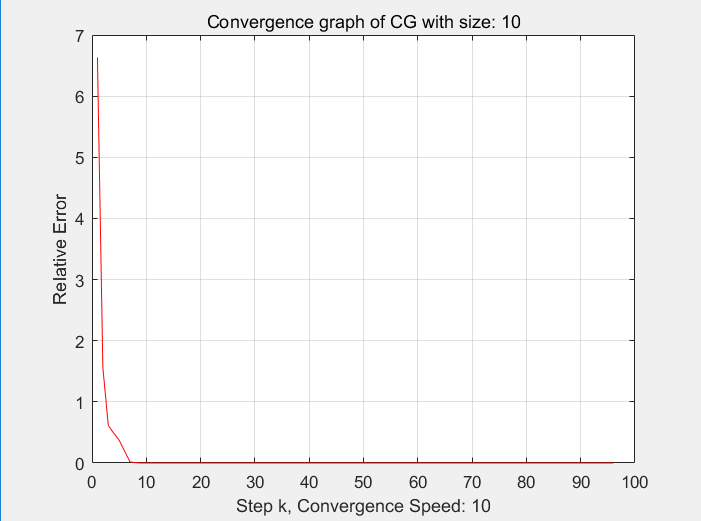 Convergence graph of CG with size: 10
7
6
5
4
3
2
1
0
Relative Error
0 10 20 30 40 50 60 70 80 90 100
Step k, Convergence Speed: 10